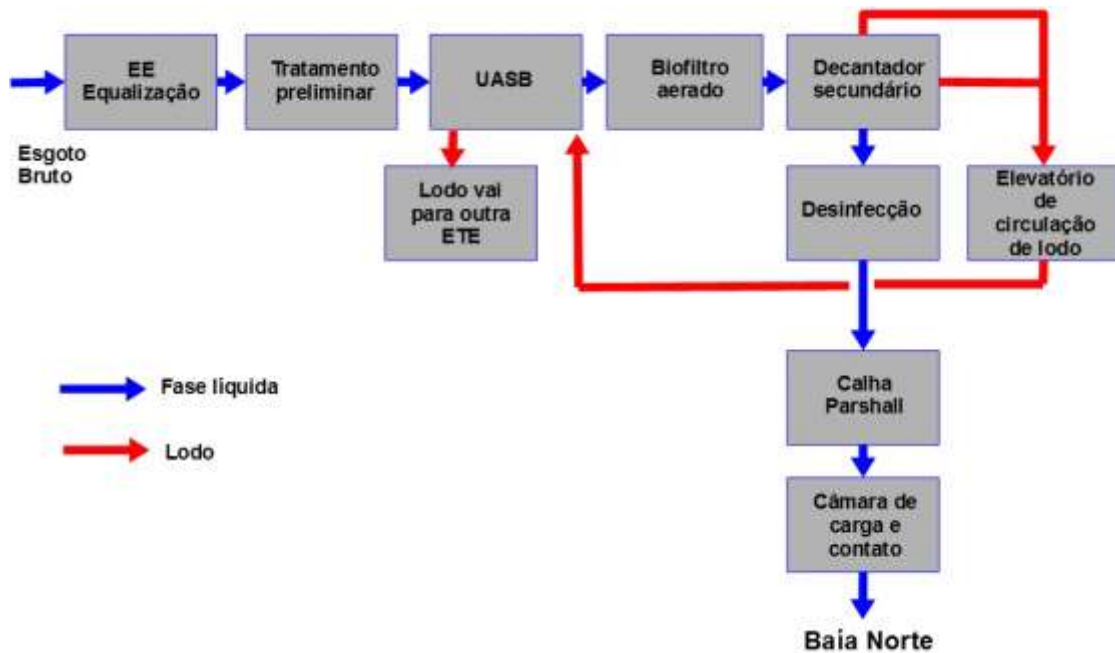 EE
Equalização
Tratamento
preliminar
UASB
Biofiltro
aerado
Decantador
secundário
Esgoto
Bruto
Lodo vai
para outra
ETE
Desinfecção
Elevatório
de
circulação
de lodo
Calha
Parshall
Fase líquida
Lodo
Câmara de
carga e
contato
Baia Norte